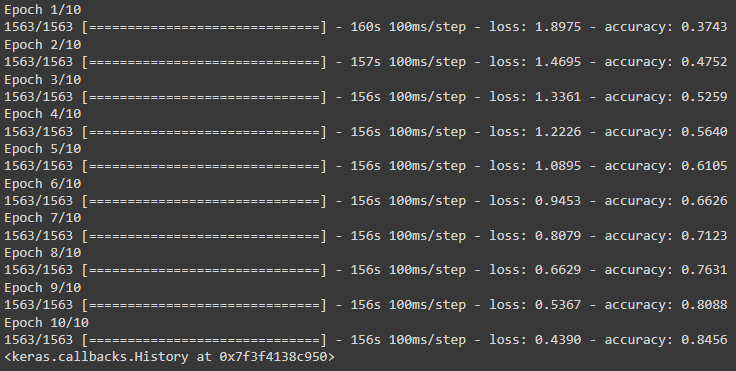 Epoch 1/10
1563/1563 [==============================] - 160s 100ms/step - loss: 1.8975 - accuracy: 0.3743
Epoch 2/10
1563/1563 [==============================] - 157s 100ms/step - loss: 1.4695 - accuracy: 0.4752
Epoch 3/10
1563/1563 [==============================] - 156s 100ms/step - loss: 1.3361 - accuracy: 0.5259
Epoch 4/10
1563/1563 [==============================] - 156s 100ms/step - loss: 1.2226 - accuracy: 0.5640
Epoch 5/10
1563/1563 [==============================] - 156s 100ms/step - loss: 1.0895 - accuracy: 0.6105
Epoch 6/10
1563/1563 [==============================] - 156s 100ms/step - loss: 0.9453 - accuracy: 0.6626
Epoch 7/10
1563/1563 [==============================] - 156s 100ms/step - loss: 0.8079 - accuracy: 0.7123
Epoch 8/10
1563/1563 [==============================] - 156s 100ms/step - loss: 0.6629 - accuracy: 0.7631
Epoch 9/10
1563/1563 [==============================] - 156s 100ms/step - loss: 0.5367 - accuracy: 0.8088
Epoch 10/10
1563/1563 [==============================] - 156s 100ms/step - loss: 0.4390 - accuracy: 0.8456
<keras.callbacks.History at 0x7f3f4138c950>